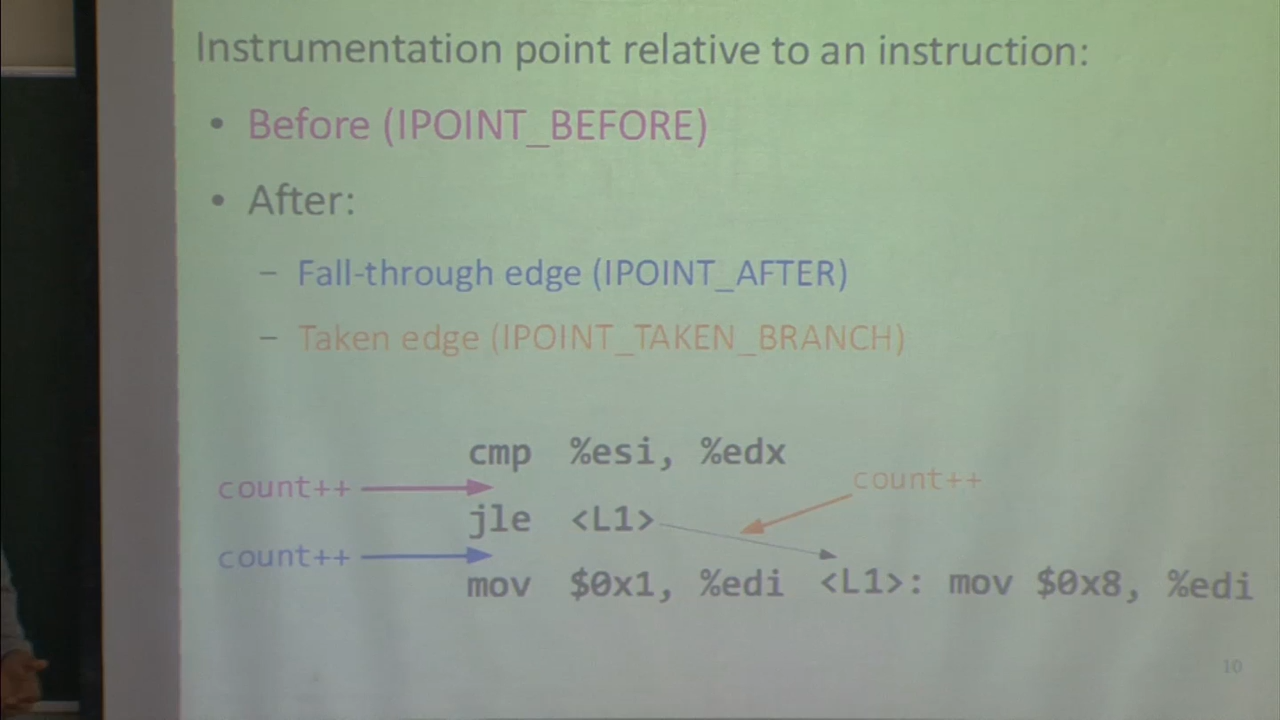 Instrumentation point relative to an instruction:
• Before (IPOINT_BEFORE)
• After:
– Fall-through edge (IPOINT_AFTER)
– Taken edge (IPOINT_TAKEN_BRANCH)
cmp %esi, %edx
count++
count++
jle <L1>
count++
mov $0x1, %edi <L1>: mov $0x8, %edi
10